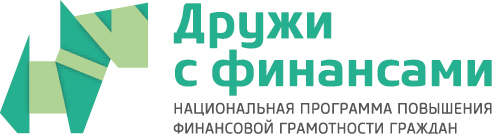 Дружи
с финансами
НАЦИОНАЛЬНАЯ ПРОГРАММА ПОВЫШЕНИЯ
ФИНАНСОВОЙ ГРАМОТНОСТИ ГРАЖДАН